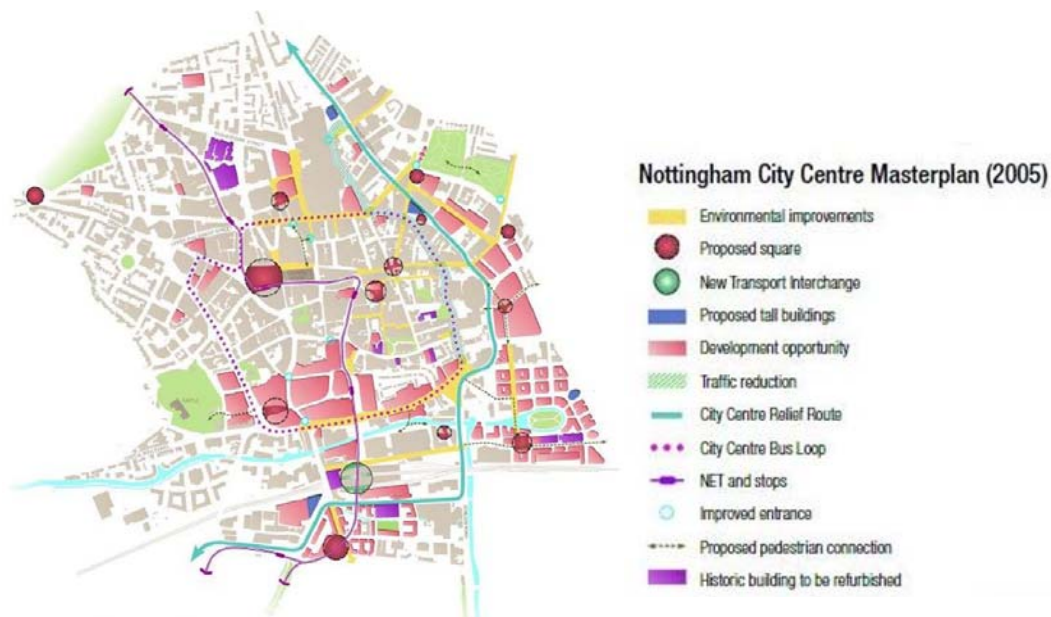 Nottingham City Centre Masterplan (2005)
Environmental improvements
Proposed square
New Transport Interchange
Proposed tall buildings
Development opportunity
Traffic reduction
City Centre Relief Route
City Centre Bus Loop
NET and stops
Improved entrance
Proposed pedestrian connection
Historic building to be refurbished